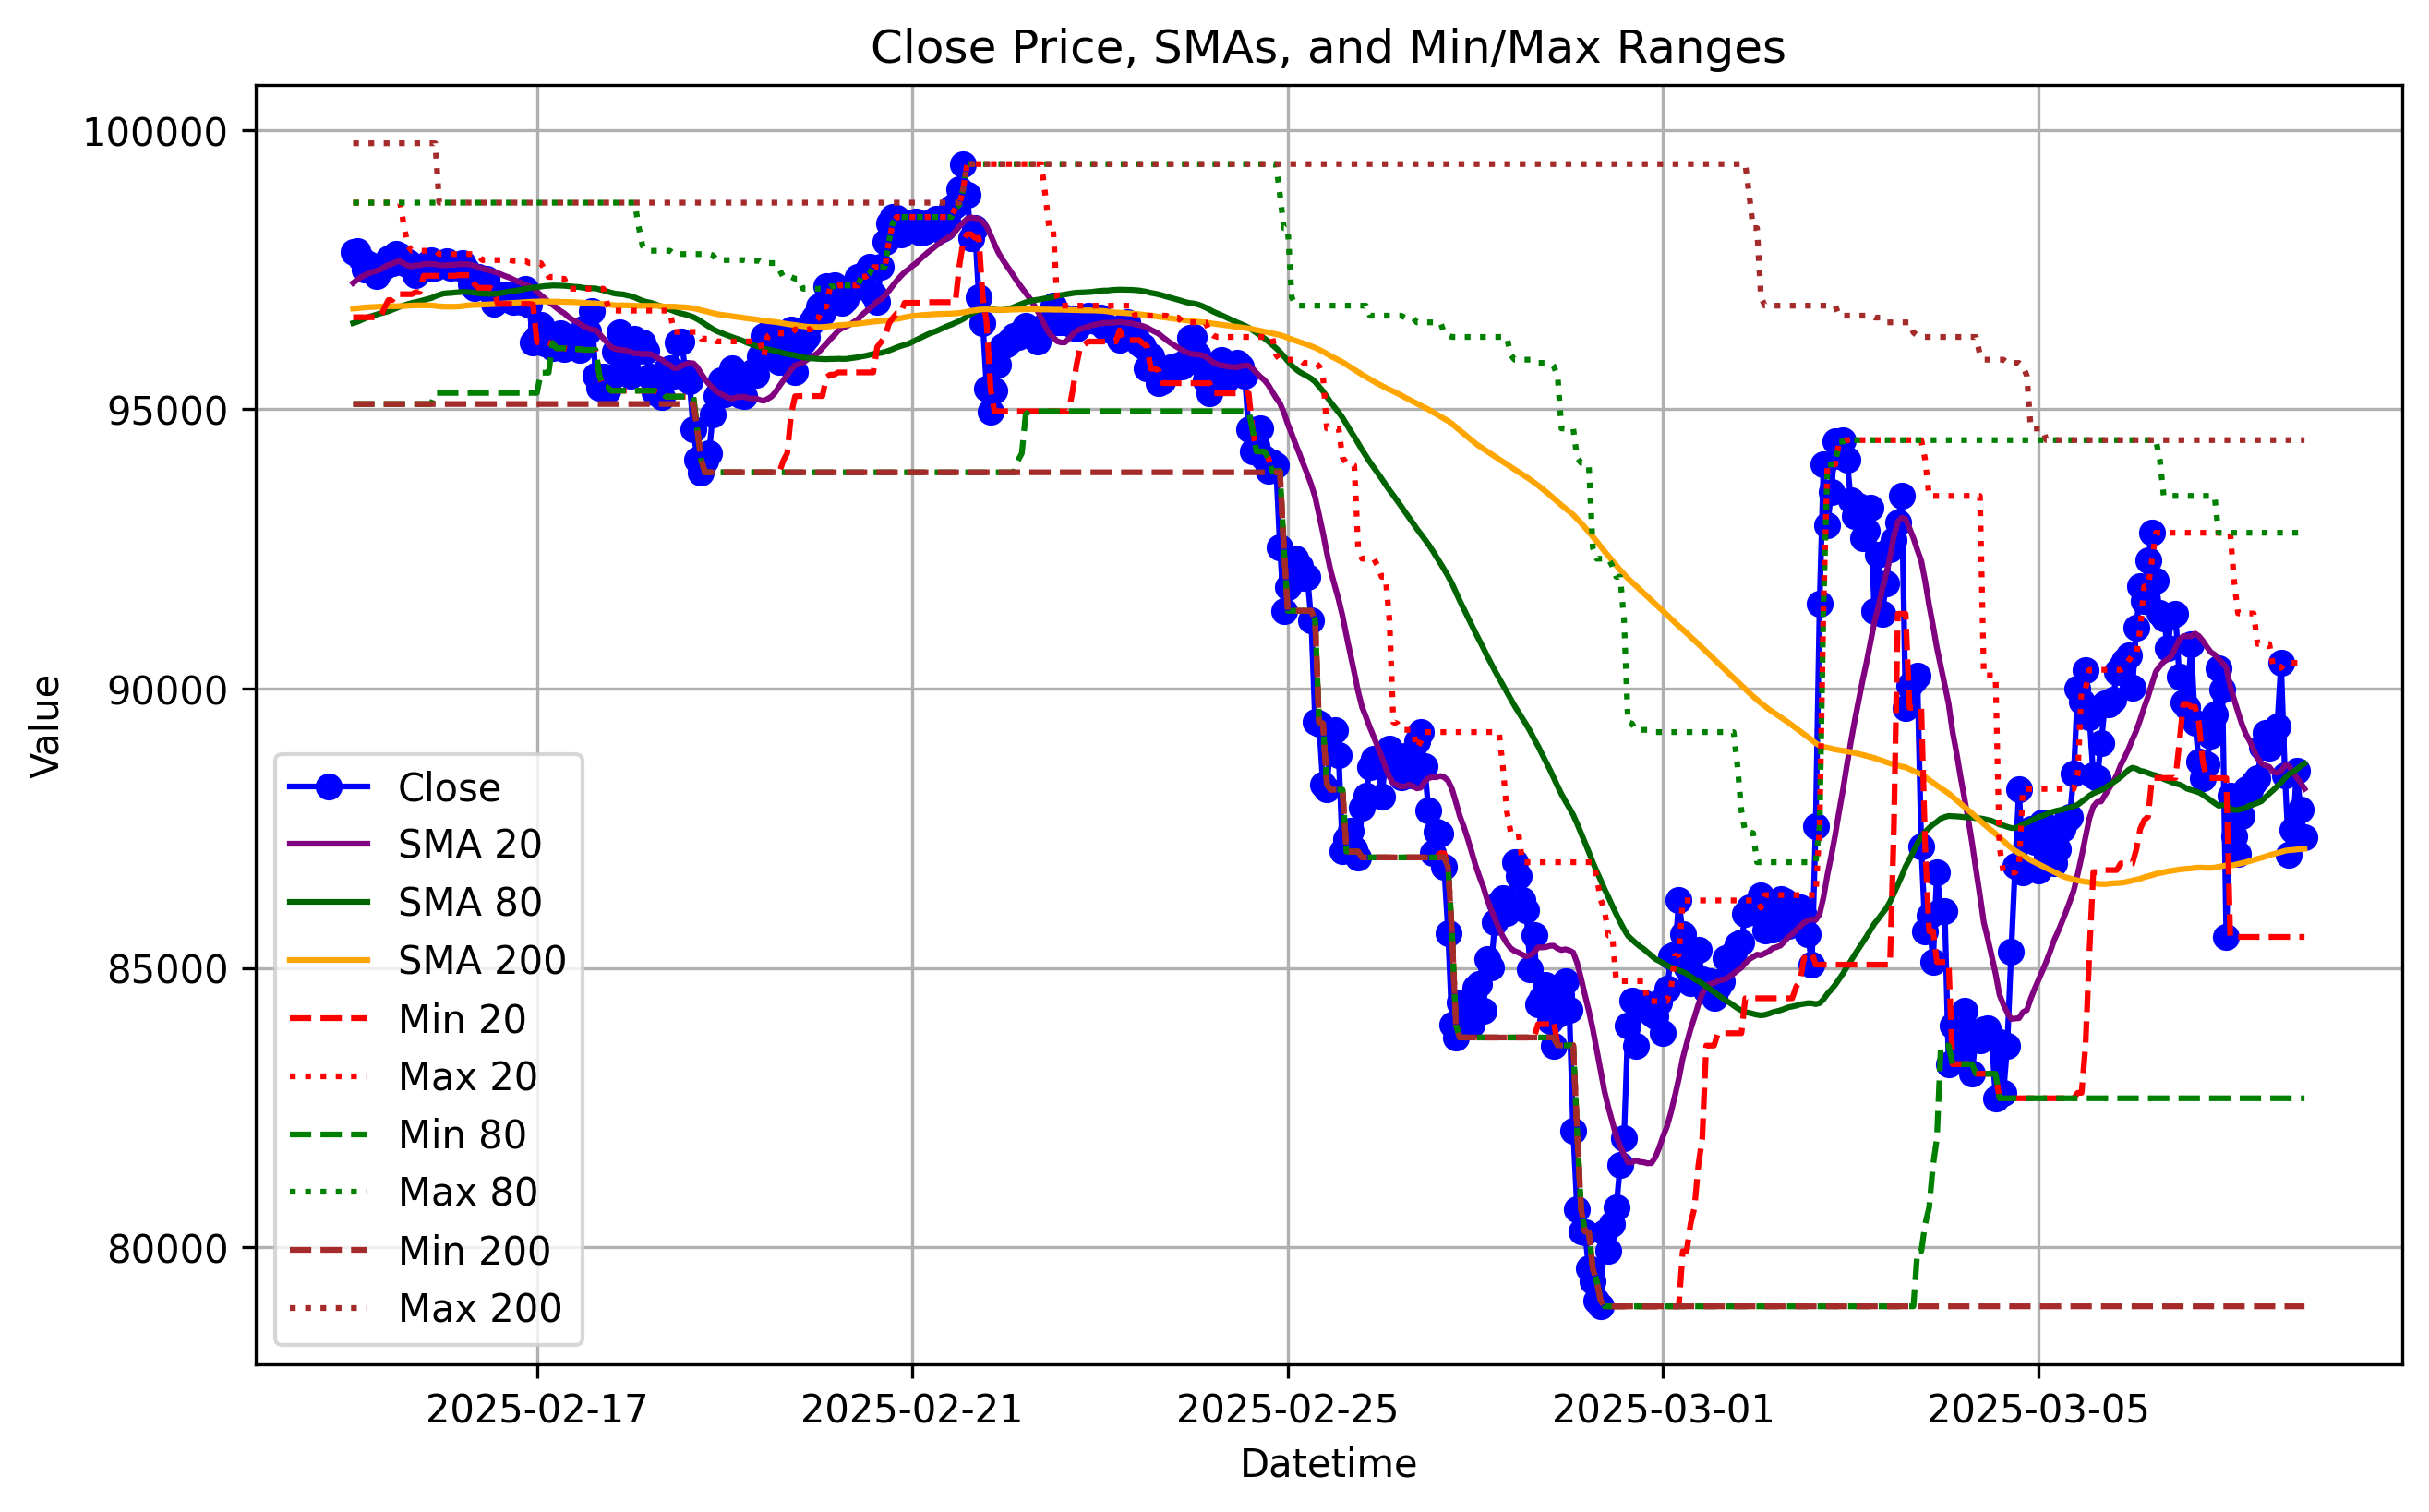 Close Price, SMAs, and Min/Max Ranges
100000
95000
90000
85000
80000
Value
Close
SMA 20
SMA 80
SMA 200
Min 20
Max 20
Min 80
Max 80
Min 200
Max 200
2025-02-17
2025-02-21
2025-02-25
2025-03-01
2025-03-05
Datetime